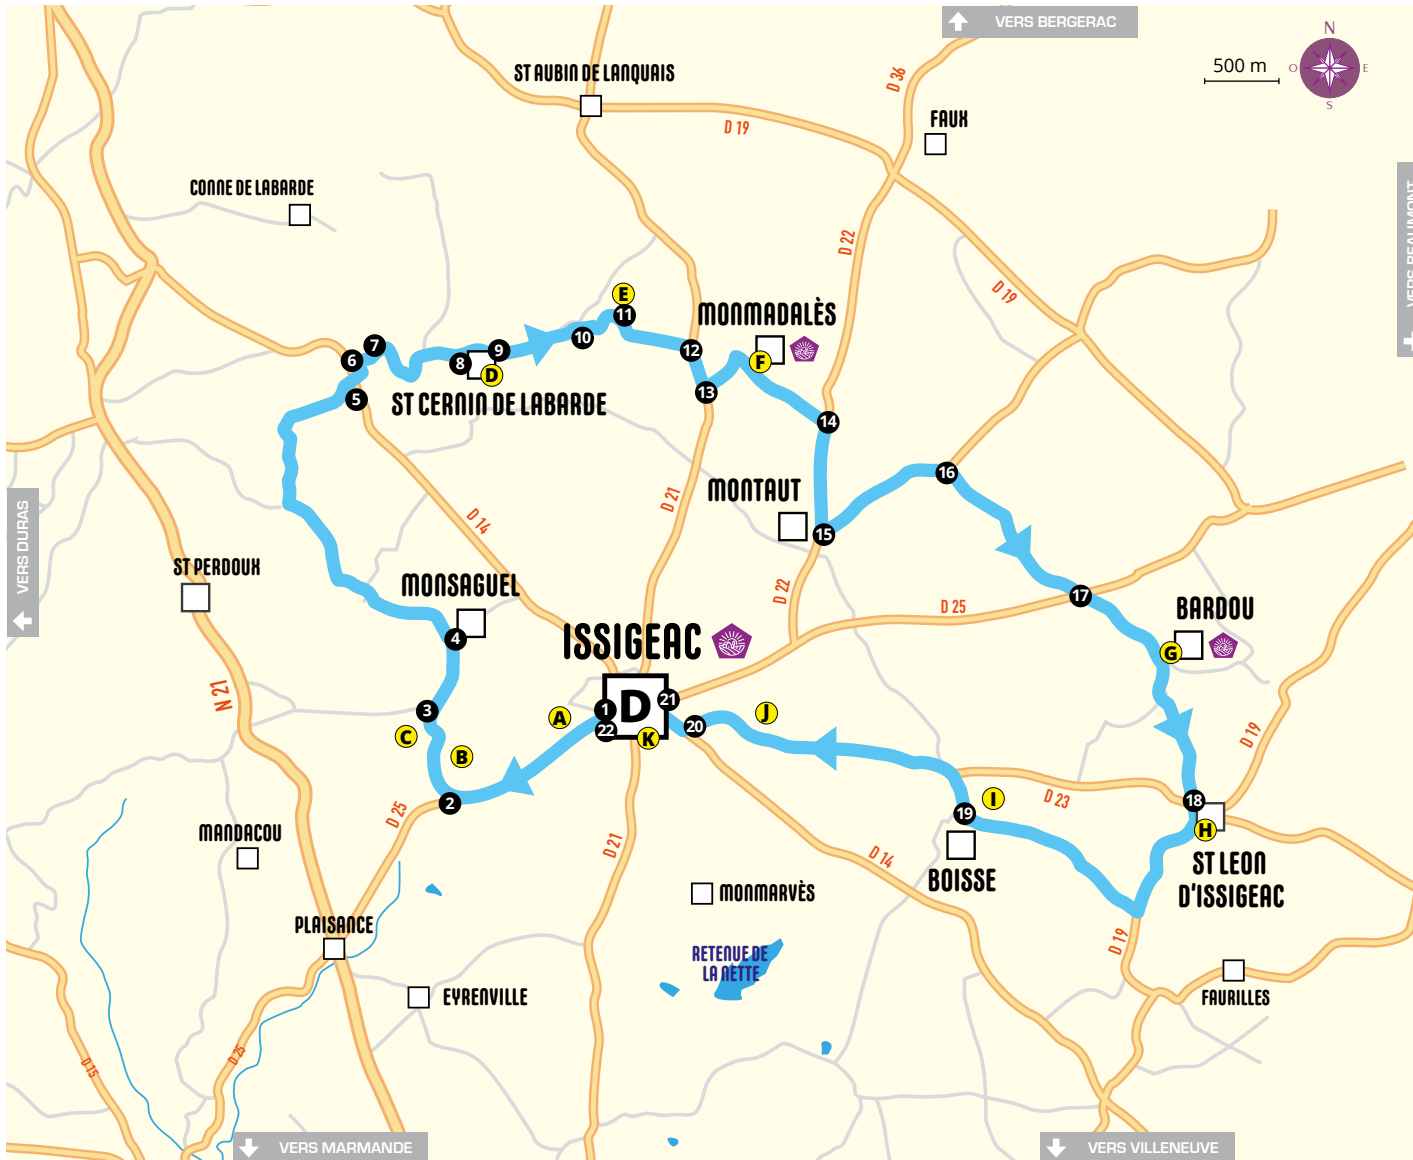 VERS BERGERAC
N
O
E
S
500 m
ST AUBIN DE LANQUAIS
D 36
D 19
FAUX
CONNE DE LABARDE
VERS BEAUMONT
D 22
D 19
E
11
MONMADALÈS
7
6
8
9
10
12
F
D
5
ST CERNIN DE LABARDE
13
14
16
D 21
MONTAUT
D 14
15
VERS DURAS
ST PERDOUX
MONSAGUEL
D 22
D 25
17
BARDOU
4
ISSIGEAC
G
N 21
3
A
1
D
21
J
D 19
C
22
K
20
B
2
D 25
I
D 23
18
19
H
MANDACOU
D 21
D 14
BOISSE
ST LEON
D'ISSIGEAC
MONMARVÈS
PLAISANCE
D 19
RETENUE DE
LA NETTE
EYRENVILLE
FAURILLES
D 15
D 25
VERS MARMANDE
VERS VILLENEUVE